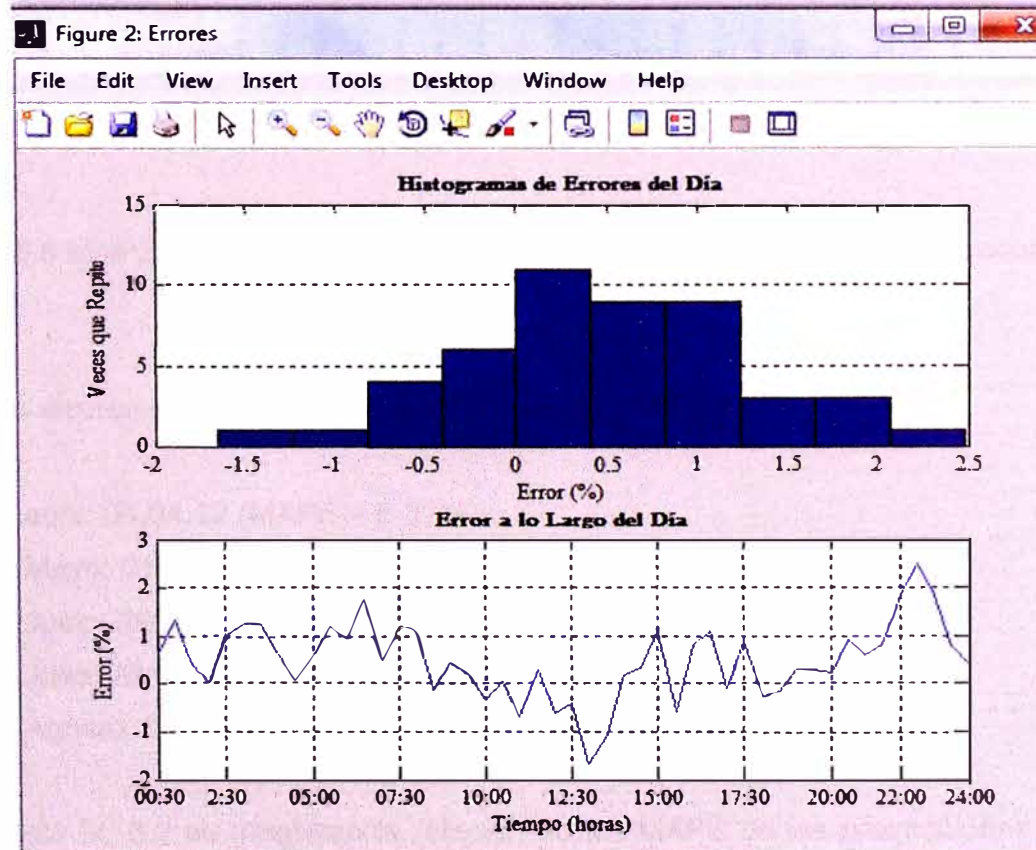 Figure 2: Errores
File Edit View Insert Tools Desktop Window Help
Histogramas de Errores del Día
Veces que Repite
15
10
5
0
-2 -1.5 -1 -0.5 0 0.5 1 1.5 2 2.5
Error (%)
Error a lo Largo del Día
Error (%)
3
2
1
0
-1
-2
00:30 2:30 05:00 07:30 10:00 12:30 15:00 17:30 20:00 22:00 24:00
Tiempo (horas)